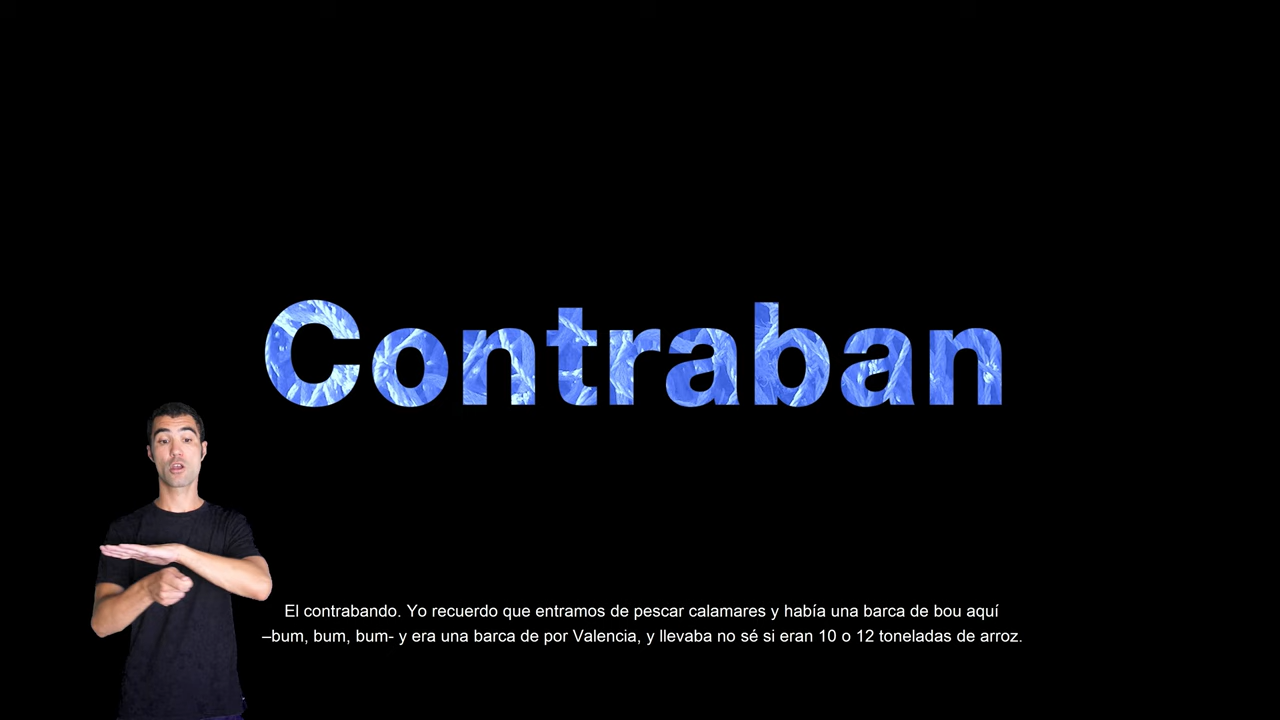 Contraban
El contrabando. Yo recuerdo que entramos de pescar calamares y había una barca de bou aquí
–bum, bum, bum- y era una barca de por Valencia, y llevaba no sé si eran 10 o 12 toneladas de arroz.